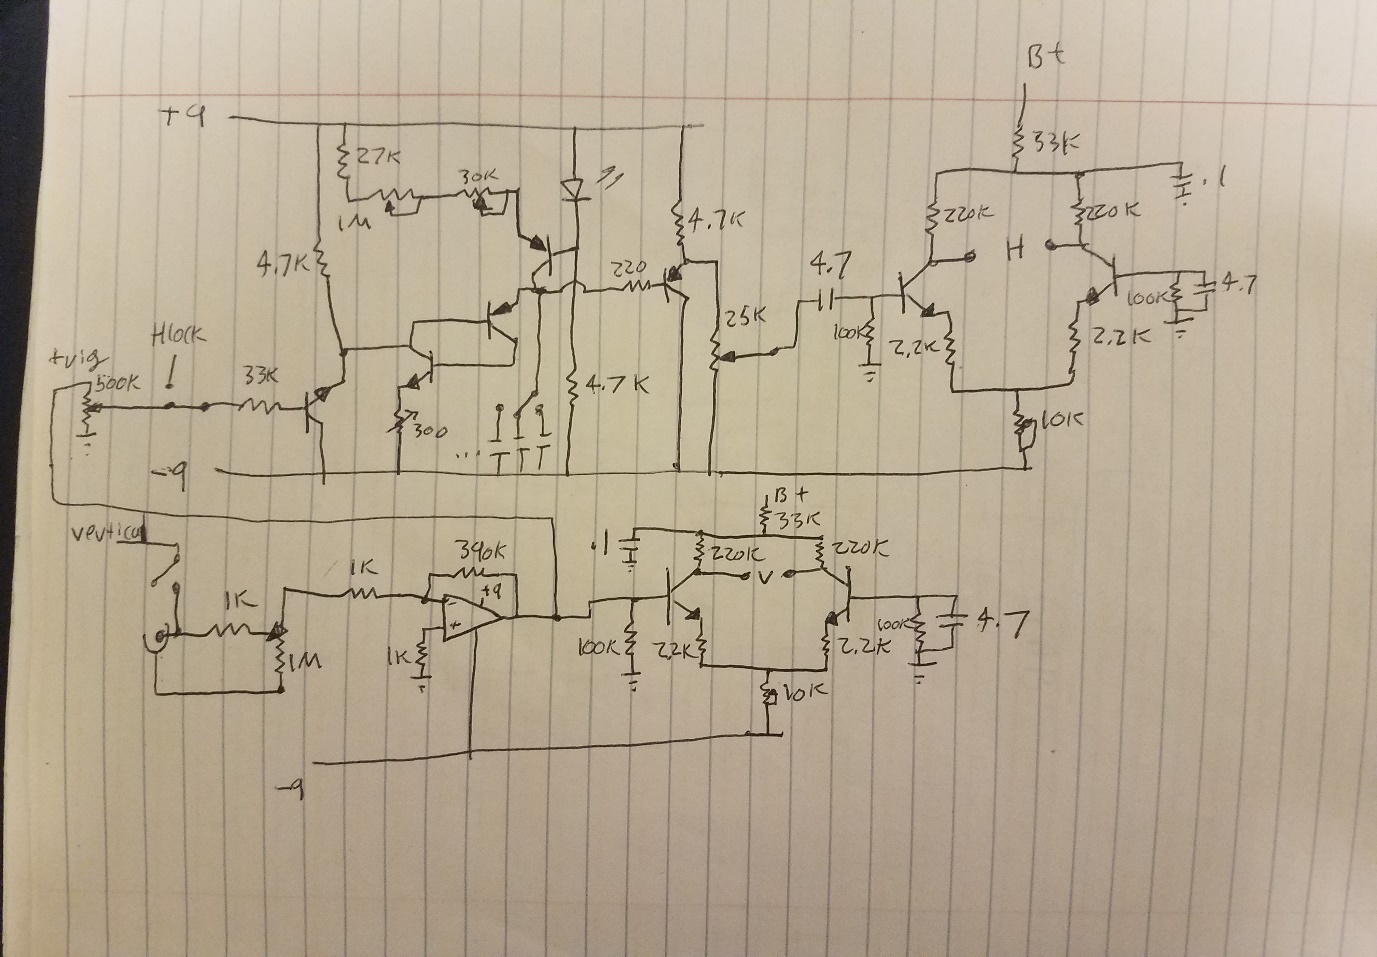 B+
+9
33K
27K
30K
.1
1M
220K
220K
4.7K
4.7K
H
220
4.7
4.7
100K
25K
Hlock
100K
2.2K
2.2K
+vig
500K
33K
4.7K
300
10K
...
-9
B+
33K
vertical
.1
390K
220K
220K
1K
+9
V
1K
-
+
100K
4.7
1K
100K
2.2K
2.2K
1M
10K
-9